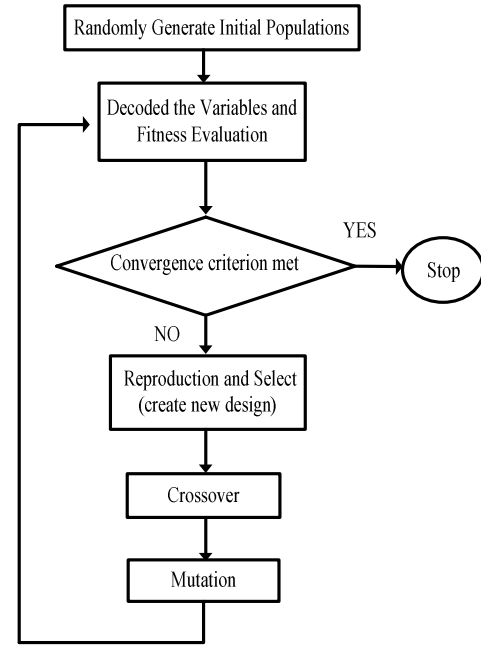 Randomly Generate Initial Populations
Decoded the Variables and
Fitness Evaluation
Convergence criterion met
YES
Stop
NO
Reproduction and Select
(create new design)
Crossover
Mutation